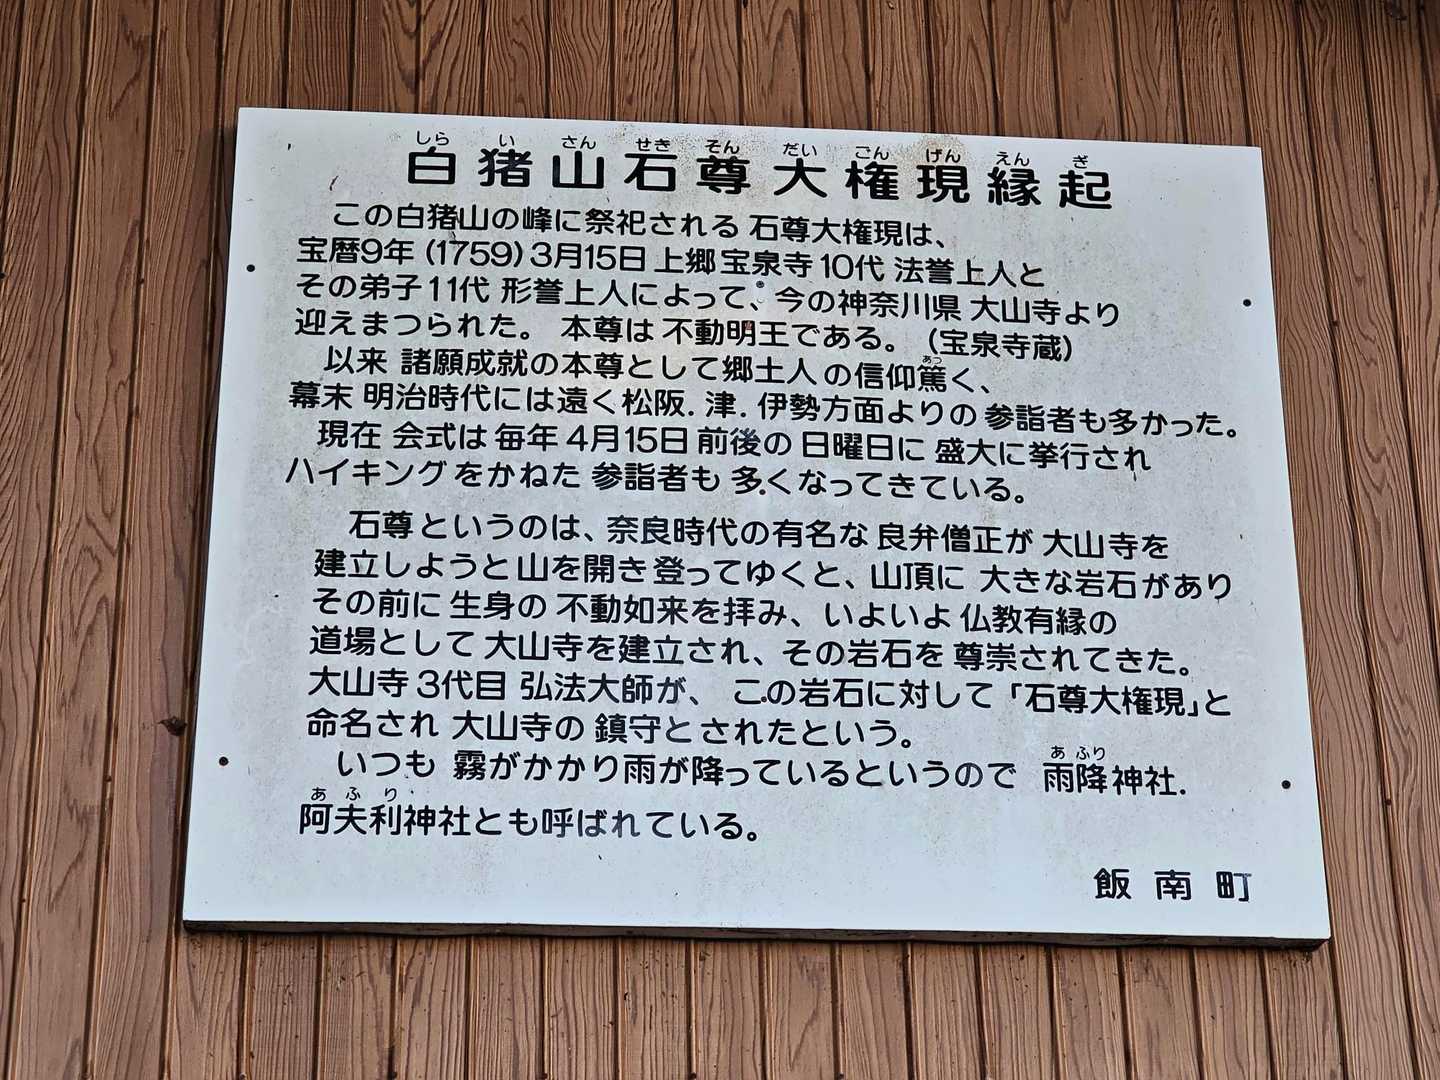 しらいさんせきそんだいごんげんえんぎ
白猪山石尊大権現縁起
この白猪山の峰に祭祀される石尊大権現は、
宝暦9年(1759)3月15日上郷宝泉寺10代法誉上人と
その弟子11代形誉上人によって、今の神奈川県大山寺より
迎えまつられた。本尊は不動明王である。(宝泉寺蔵)
あつ
以来諸願成就の本尊として郷土人の信仰篤く、
幕末明治時代には遠く松阪.津.伊勢方面よりの参詣者も多かった。
現在会式は毎年4月15日前後の日曜日に盛大に挙行され
ハイキングをかねた参詣者も多くなってきている。
石尊というのは、奈良時代の有名な良弁僧正が大山寺を
建立しようと山を開き登ってゆくと、山頂に大きな岩石があり
その前に生身の不動如来を拝み、いよいよ仏教有縁の
道場として大山寺を建立され、その岩石を尊崇されてきた。
大山寺3代目弘法大師が、この岩石に対して「石尊大権現」と
命名され大山寺の鎮守とされたという。
あふり
いつも霧がかかり雨が降っているというので雨降神社.
あふり
阿夫利神社とも呼ばれている。
飯南町